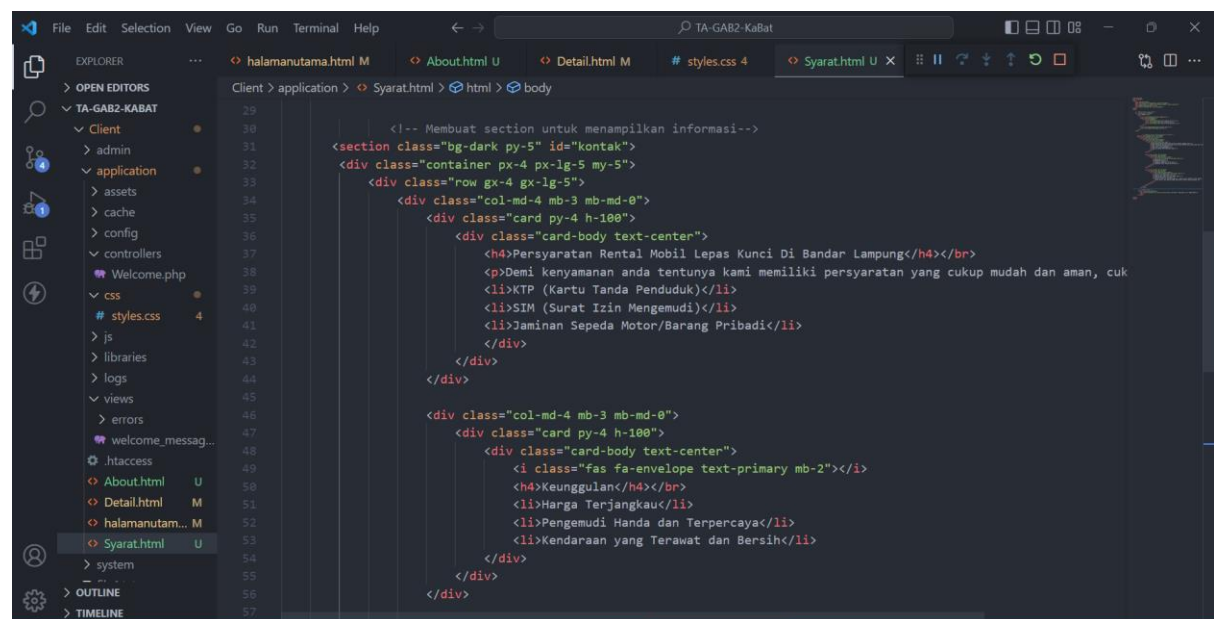 File Edit Selection View Go Run Terminal Help TA-GAB2-KaBat
EXPLORER
halamanutama.html M About.html U Detail.html M # styles.css 4 Syarat.html U
> OPEN EDITORS
Client > application > Syarat.html > html > body
TA-GAB2-KABAT
Client
> admin
application
> assets
> cache
> config
controllers
Welcome.php
css
# styles.css 4
> js
> libraries
> logs
views
> errors
welcome_messag...
.htaccess
About.html U
Detail.html M
halamanutam... M
Syarat.html U
> system
> OUTLINE
> TIMELINE
4
1
29
30 <!-- Membuat section untuk menampilkan informasi-->
31 <section class="bg-dark py-5" id="kontak">
32 <div class="container px-4 px-lg-5 my-5">
33 <div class="row gx-4 gx-lg-5">
34 <div class="col-md-4 mb-3 mb-md-0">
35 <div class="card py-4 h-100">
36 <div class="card-body text-center">
37 <h4>Persyaratan Rental Mobil Lepas Kunci Di Bandar Lampung</h4></br>
38 <p>Demi kenyamanan anda tentunya kami memiliki persyaratan yang cukup mudah dan aman, cuk
39 <li>KTP (Kartu Tanda Penduduk)</li>
40 <li>SIM (Surat Izin Mengemudi)</li>
41 <li>Jaminan Sepeda Motor/Barang Pribadi</li>
42 </div>
43 </div>
44 </div>
45
46 <div class="col-md-4 mb-3 mb-md-0">
47 <div class="card py-4 h-100">
48 <div class="card-body text-center">
49 <i class="fas fa-envelope text-primary mb-2"></i>
50 <h4>Keunggulan</h4></br>
51 <li>Harga Terjangkau</li>
52 <li>Pengemudi Handa dan Terpercaya</li>
53 <li>Kendaraan yang Terawat dan Bersih</li>
54 </div>
55 </div>
56 </div>
57